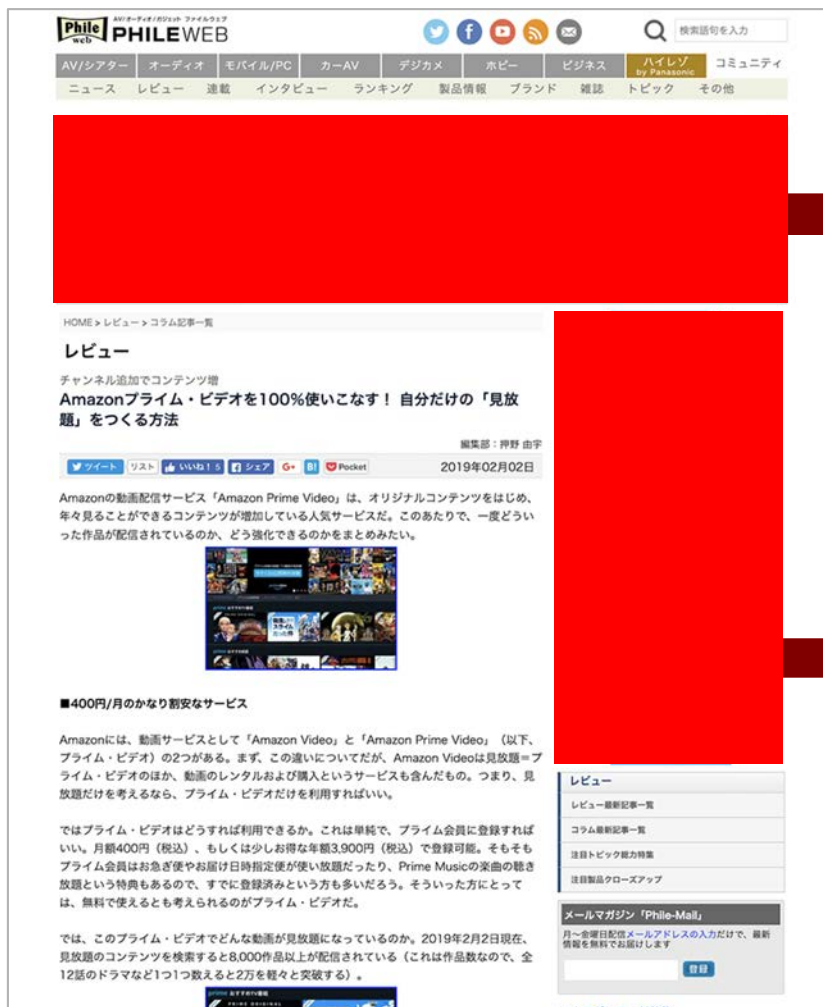 AV/オーディオ/ガジェット ファイルウェブ
Phile web PHILEWEB
検索語句を入力
AV/シアター オーディオ モバイル/PC カーAV デジカメ ホビー ビジネス ハイレゾ by Panasonic コミュニティ
ニュース レビュー 連載 インタビュー ランキング 製品情報 ブランド 雑誌 トピック その他
HOME > レビュー > コラム記事一覧
レビュー
チャンネル追加でコンテンツ増
Amazonプライム・ビデオを100%使いこなす！ 自分だけの「見放
題」をつくる方法
編集部：押野 由宇
ツイート リスト いいね！ 5 シェア G+ B! Pocket 2019年02月02日
Amazonの動画配信サービス「Amazon Prime Video」は、オリジナルコンテンツをはじめ、
年々見ることができるコンテンツが増加している人気サービスだ。このあたりで、一度どうい
った作品が配信されているのか、どう強化できるのかをまとめみたい。
■400円/月のかなり割安なサービス
Amazonには、動画サービスとして「Amazon Video」と「Amazon Prime Video」（以下、
プライム・ビデオ）の2つがある。まず、この違いについてだが、Amazon Videoは見放題＝プ
ライム・ビデオのほか、動画のレンタルおよび購入というサービスも含んだもの。つまり、見
放題だけを考えるなら、プライム・ビデオだけを利用すればいい。
ではプライム・ビデオはどうすれば利用できるか。これは単純で、プライム会員に登録すれば
いい。月額400円（税込）、もしくは少しお得な年額3,900円（税込）で登録可能。そもそも
プライム会員はお急ぎ便やお届け日時指定便が使い放題だったり、Prime Musicの楽曲の聴き
放題という特典もあるので、すでに登録済みという方も多いだろう。そういった方にとって
は、無料で使えるとも考えられるのがプライム・ビデオだ。
では、このプライム・ビデオでどんな動画が見放題になっているのか。2019年2月2日現在、
見放題のコンテンツを検索すると8,000作品以上が配信されている（これは作品数なので、全
12話のドラマなど1つ1つ数えると2万を軽々と突破する）。
レビュー
レビュー最新記事一覧
コラム最新記事一覧
注目トピック総力特集
注目製品クローズアップ
メールマガジン「Phile-Mail」
月～金曜日配信メールアドレスの入力だけで、最新
情報を無料でお届けします
登録